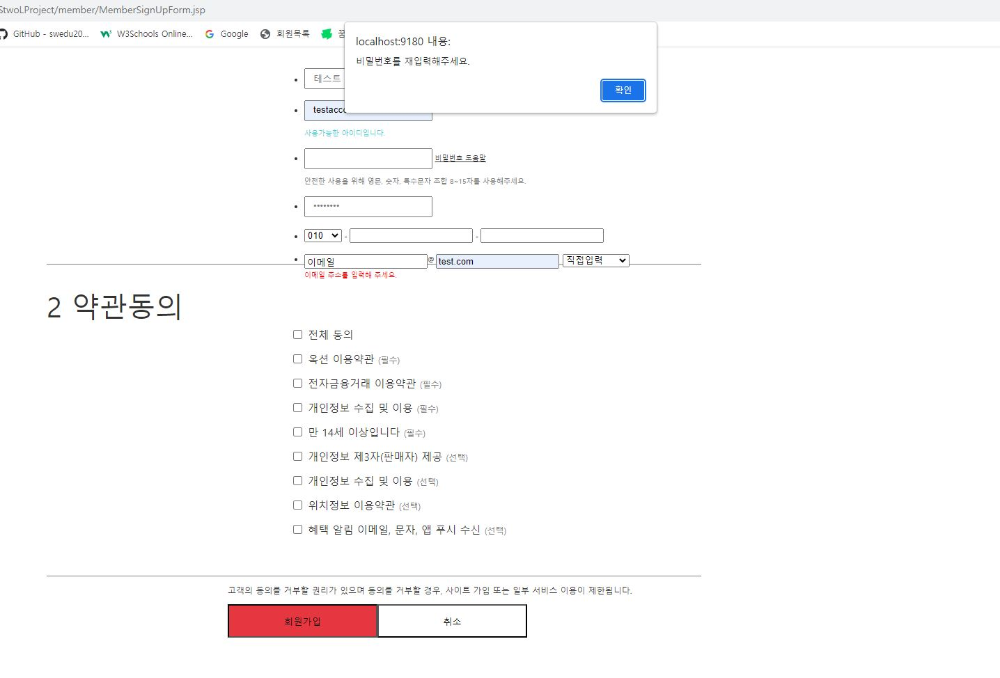 StwoLProject/member/MemberSignUpForm.jsp
GitHub - swedu20... W3Schools Online... Google 회원목록
localhost:9180 내용:
비밀번호를 재입력해주세요.
확인
테스트
testacco
사용가능한 아이디입니다.
비밀번호 도움말
안전한 사용을 위해 영문, 숫자, 특수문자 조합 8~15자를 사용해주세요.
********
010 - -
이메일 @ test.com 직접입력
이메일 주소를 입력해 주세요.
2 약관동의
전체 동의
옥션 이용약관 (필수)
전자금융거래 이용약관 (필수)
개인정보 수집 및 이용 (필수)
만 14세 이상입니다 (필수)
개인정보 제3자(판매자) 제공 (선택)
개인정보 수집 및 이용 (선택)
위치정보 이용약관 (선택)
혜택 알림 이메일, 문자, 앱 푸시 수신 (선택)
고객의 동의를 거부할 권리가 있으며 동의를 거부할 경우, 사이트 가입 또는 일부 서비스 이용이 제한됩니다.
회원가입 취소